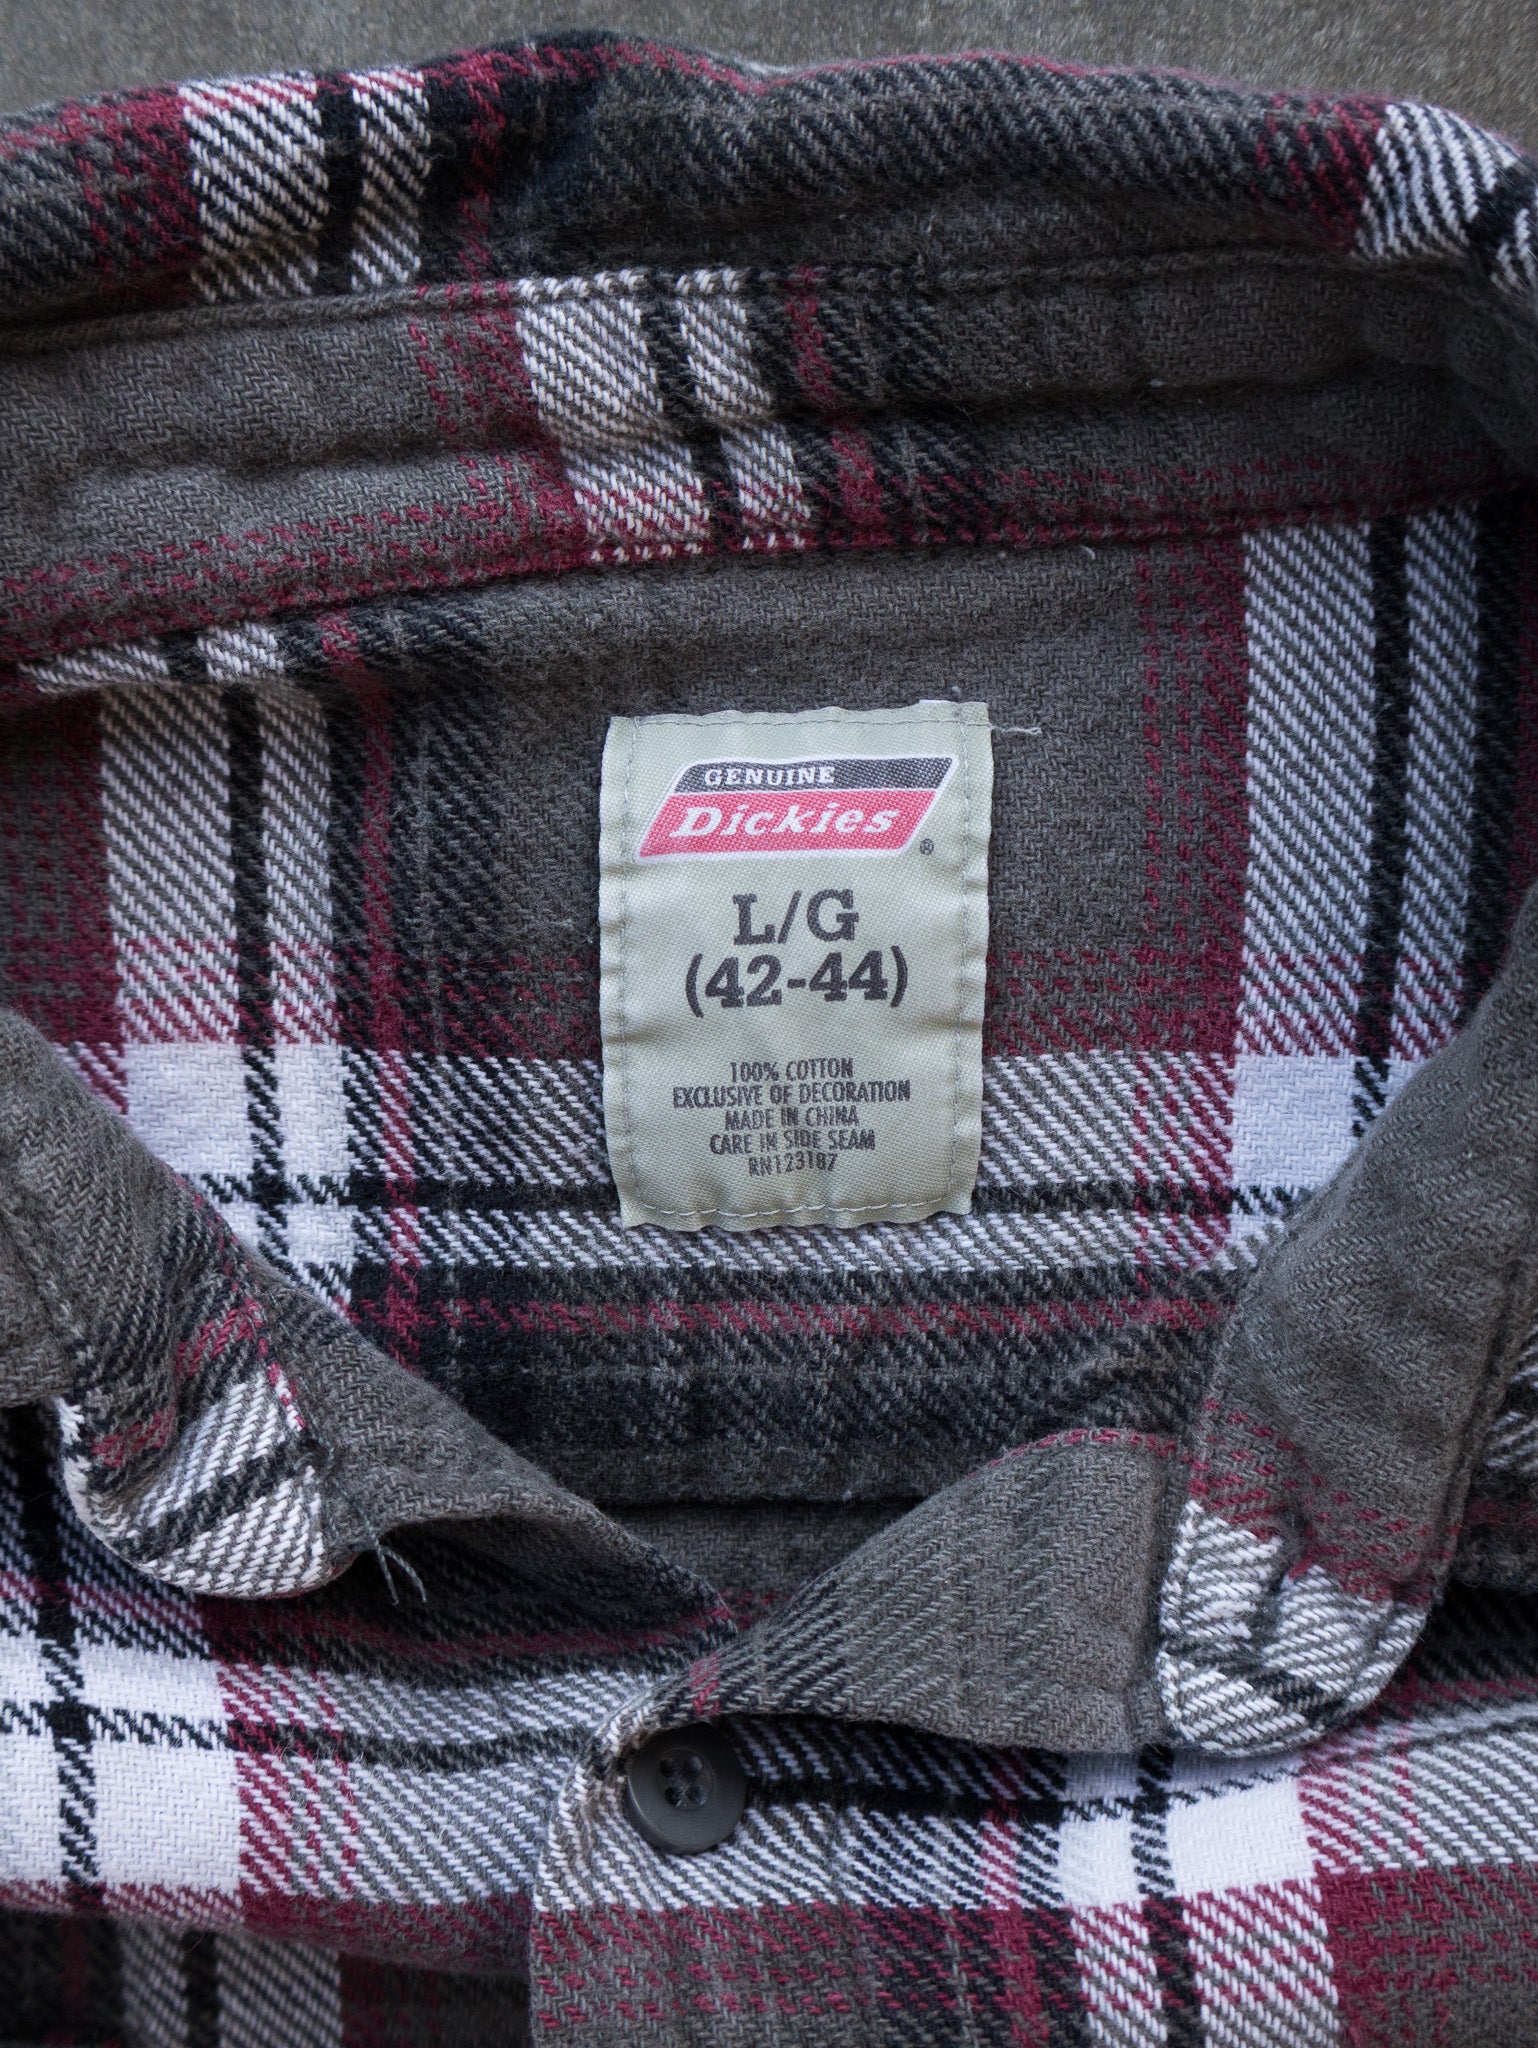 GENUINE
Dickies®
L/G
(42-44)
100% COTTON
EXCLUSIVE OF DECORATION
MADE IN CHINA
CARE IN SIDE SEAM
RN123187